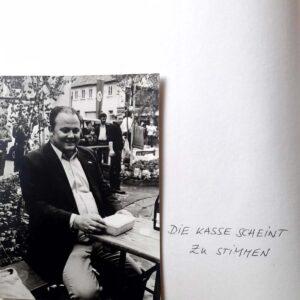 DIE KASSE SCHEINT
ZU STIMMEN